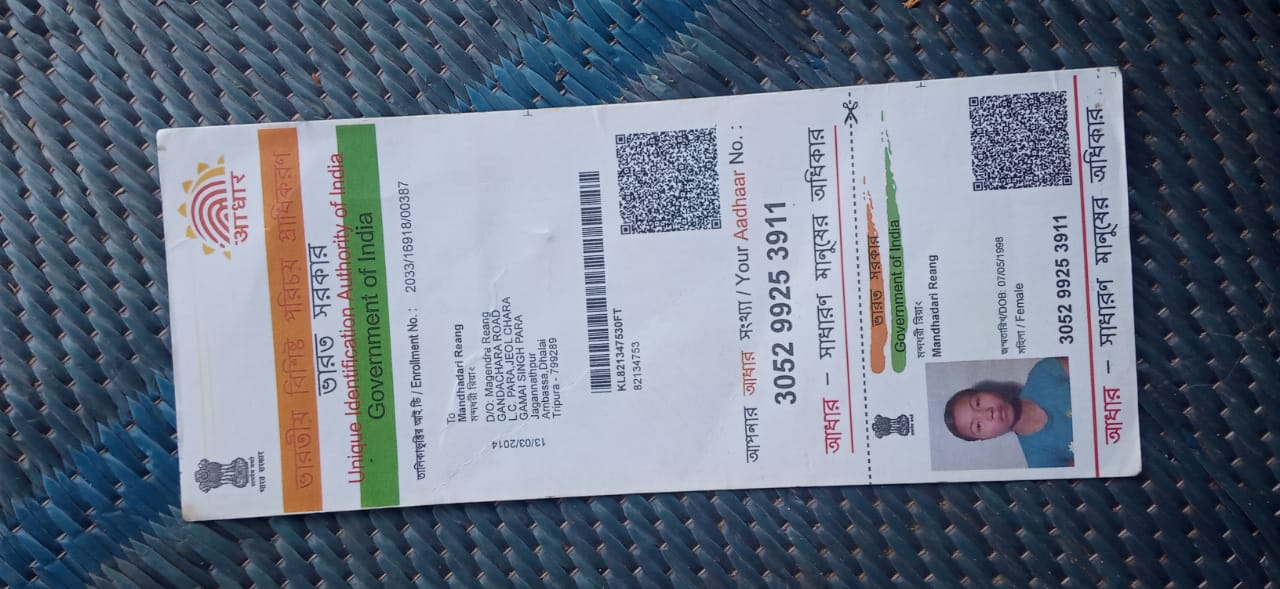 भारत सरकार
आधार
ভারতীয় বিশিষ্ট পরিচয় প্রাধিকরণ
ভারত সরকার
Unique Identification Authority of India
Government of India
তালিকাভুক্তির আই ডি / Enrollment No. : 2033/16918/00387
13/03/2014
To
Mandhadari Reang
মন্দধরী রিয়াং
D/O: Magendra Reang
GANDACHARA ROAD
L.C. PARA,JEOL CHARA
GAMAI SINGH PARA
Jagannathpur
Ambassa,Dhalai
Tripura - 799289
KL821347530FT
82134753
আপনার আধার সংখ্যা / Your Aadhaar No. :
3052 9925 3911
আধার – সাধারণ মানুষের অধিকার
ভারত সরকার
Government of India
মন্দধরী রিয়াং
Mandhadari Reang
জন্মতারিখ/DOB: 07/05/1998
মহিলা / Female
3052 9925 3911
আধার – সাধারণ মানুষের অধিকার